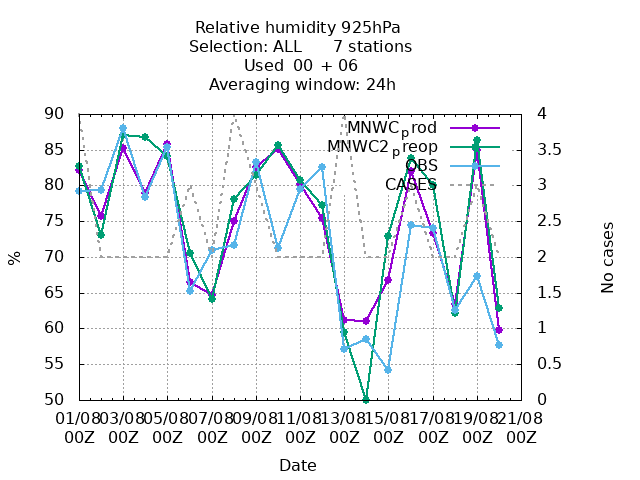 Relative humidity 925hPa
Selection: ALL      7 stations
Used  00 + 06
Averaging window: 24h
90 4
MNWCprod
MNWC2preop
85 3.5
OBS
CASES
80 3
75 2.5
70 2
65 1.5
60 1
55 0.5
50 0
%
No cases
01/08 03/08 05/08 07/08 09/08 11/08 13/08 15/08 17/08 19/08 21/08
00Z 00Z 00Z 00Z 00Z 00Z 00Z 00Z 00Z 00Z 00Z
Date